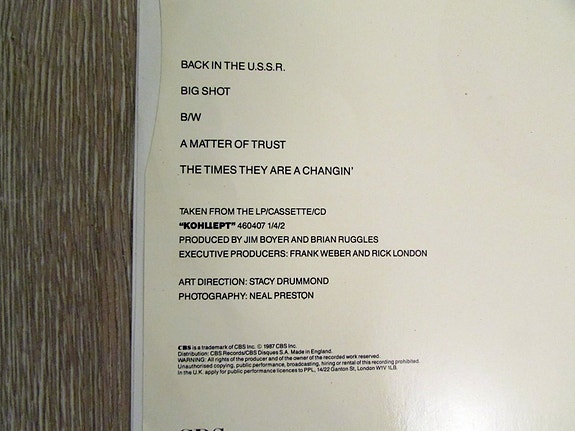 BACK IN THE U.S.S.R.
BIG SHOT
B/W
A MATTER OF TRUST
THE TIMES THEY ARE A CHANGIN'
TAKEN FROM THE LP/CASSETTE/CD
"КОНЦЕРТ" 460407 1/4/2
PRODUCED BY JIM BOYER AND BRIAN RUGGLES
EXECUTIVE PRODUCERS: FRANK WEBER AND RICK LONDON
ART DIRECTION: STACY DRUMMOND
PHOTOGRAPHY: NEAL PRESTON
CBS is a trademark of CBS Inc. © 1987 CBS Inc.
Distribution: CBS Records/CBS Disques S.A. Made in England.
WARNING: All rights of the producer and of the owner of the recorded work reserved.
Unauthorised copying, public performance, broadcasting, hiring or rental of this recording prohibited.
In the U.K. apply for public performance licences to PPL, 14/22 Ganton St, London W1V 1LB.